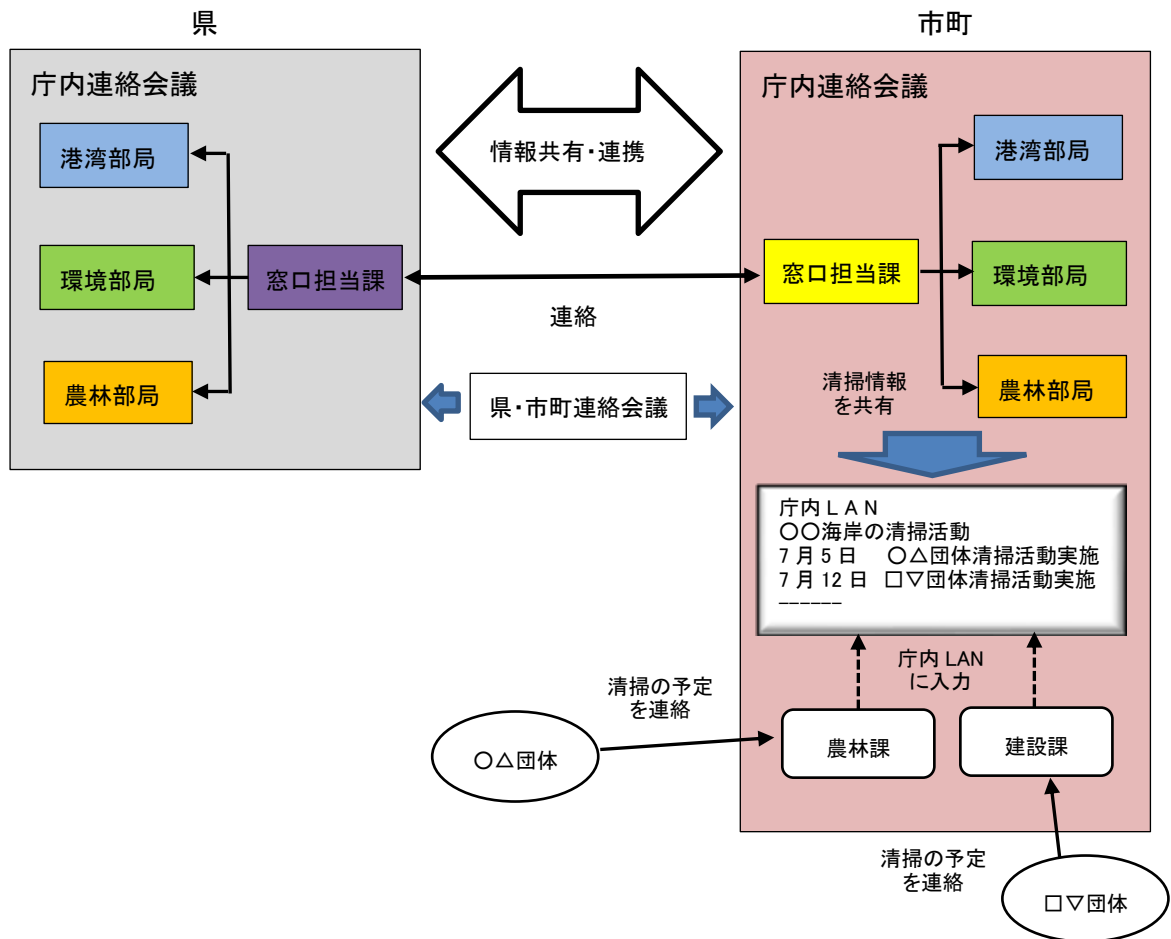 県
市町
庁内連絡会議
港湾部局
環境部局
窓口担当課
農林部局
情報共有・連携
連絡
県・市町連絡会議
庁内連絡会議
港湾部局
窓口担当課
環境部局
農林部局
清掃情報
を共有
庁内ＬＡＮ
〇〇海岸の清掃活動
7月5日　〇△団体清掃活動実施
7月12日　□▽団体清掃活動実施
------
庁内 LAN
に入力
清掃の予定
を連絡
〇△団体
農林課
建設課
清掃の予定
を連絡
□▽団体